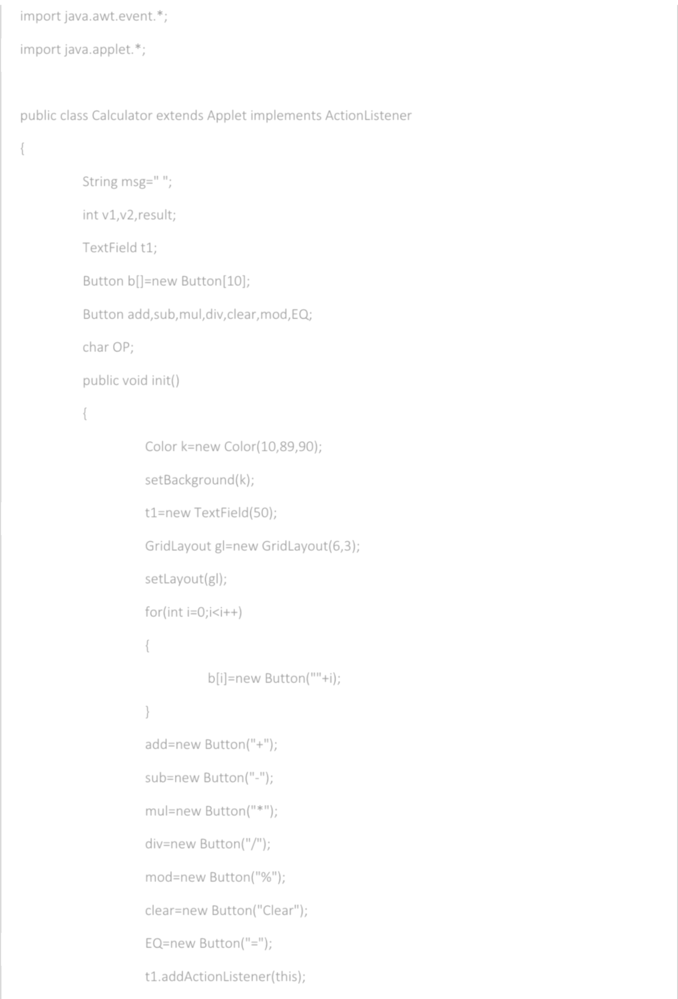 import java.awt.event.*;
import java.applet.*;
public class Calculator extends Applet implements ActionListener
{
String msg=" ";
int v1,v2,result;
TextField t1;
Button b[]=new Button[10];
Button add,sub,mul,div,clear,mod,EQ;
char OP;
public void init()
{
Color k=new Color(10,89,90);
setBackground(k);
t1=new TextField(50);
GridLayout gl=new GridLayout(6,3);
setLayout(gl);
for(int i=0;i<i++)
{
b[i]=new Button(""+i);
}
add=new Button("+");
sub=new Button("-");
mul=new Button("*");
div=new Button("/");
mod=new Button("%");
clear=new Button("Clear");
EQ=new Button("=");
t1.addActionListener(this);